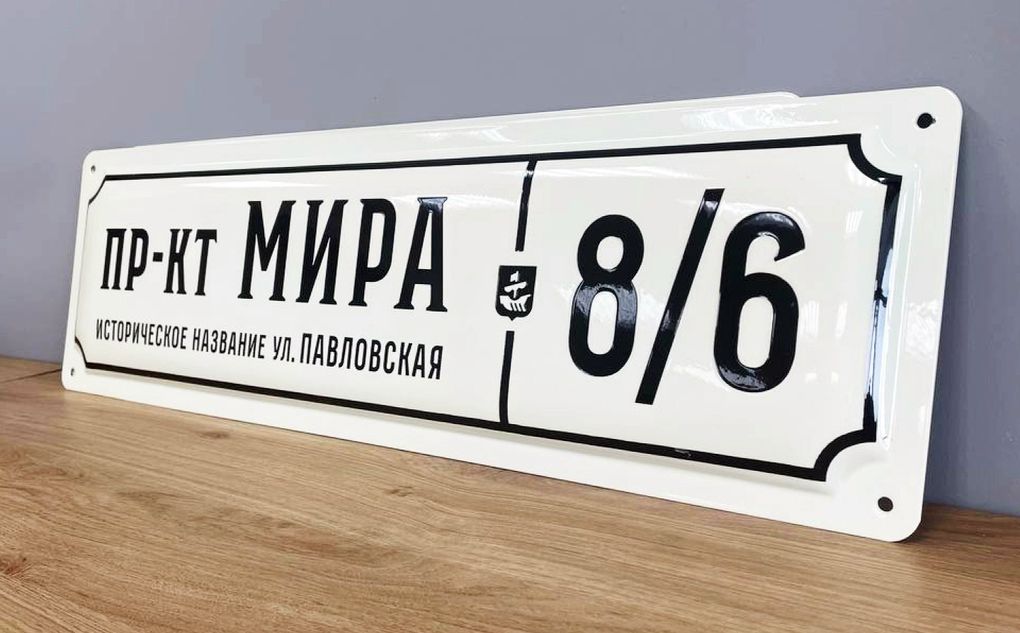 ПР-КТ МИРА
ИСТОРИЧЕСКОЕ НАЗВАНИЕ УЛ. ПАВЛОВСКАЯ
8/6